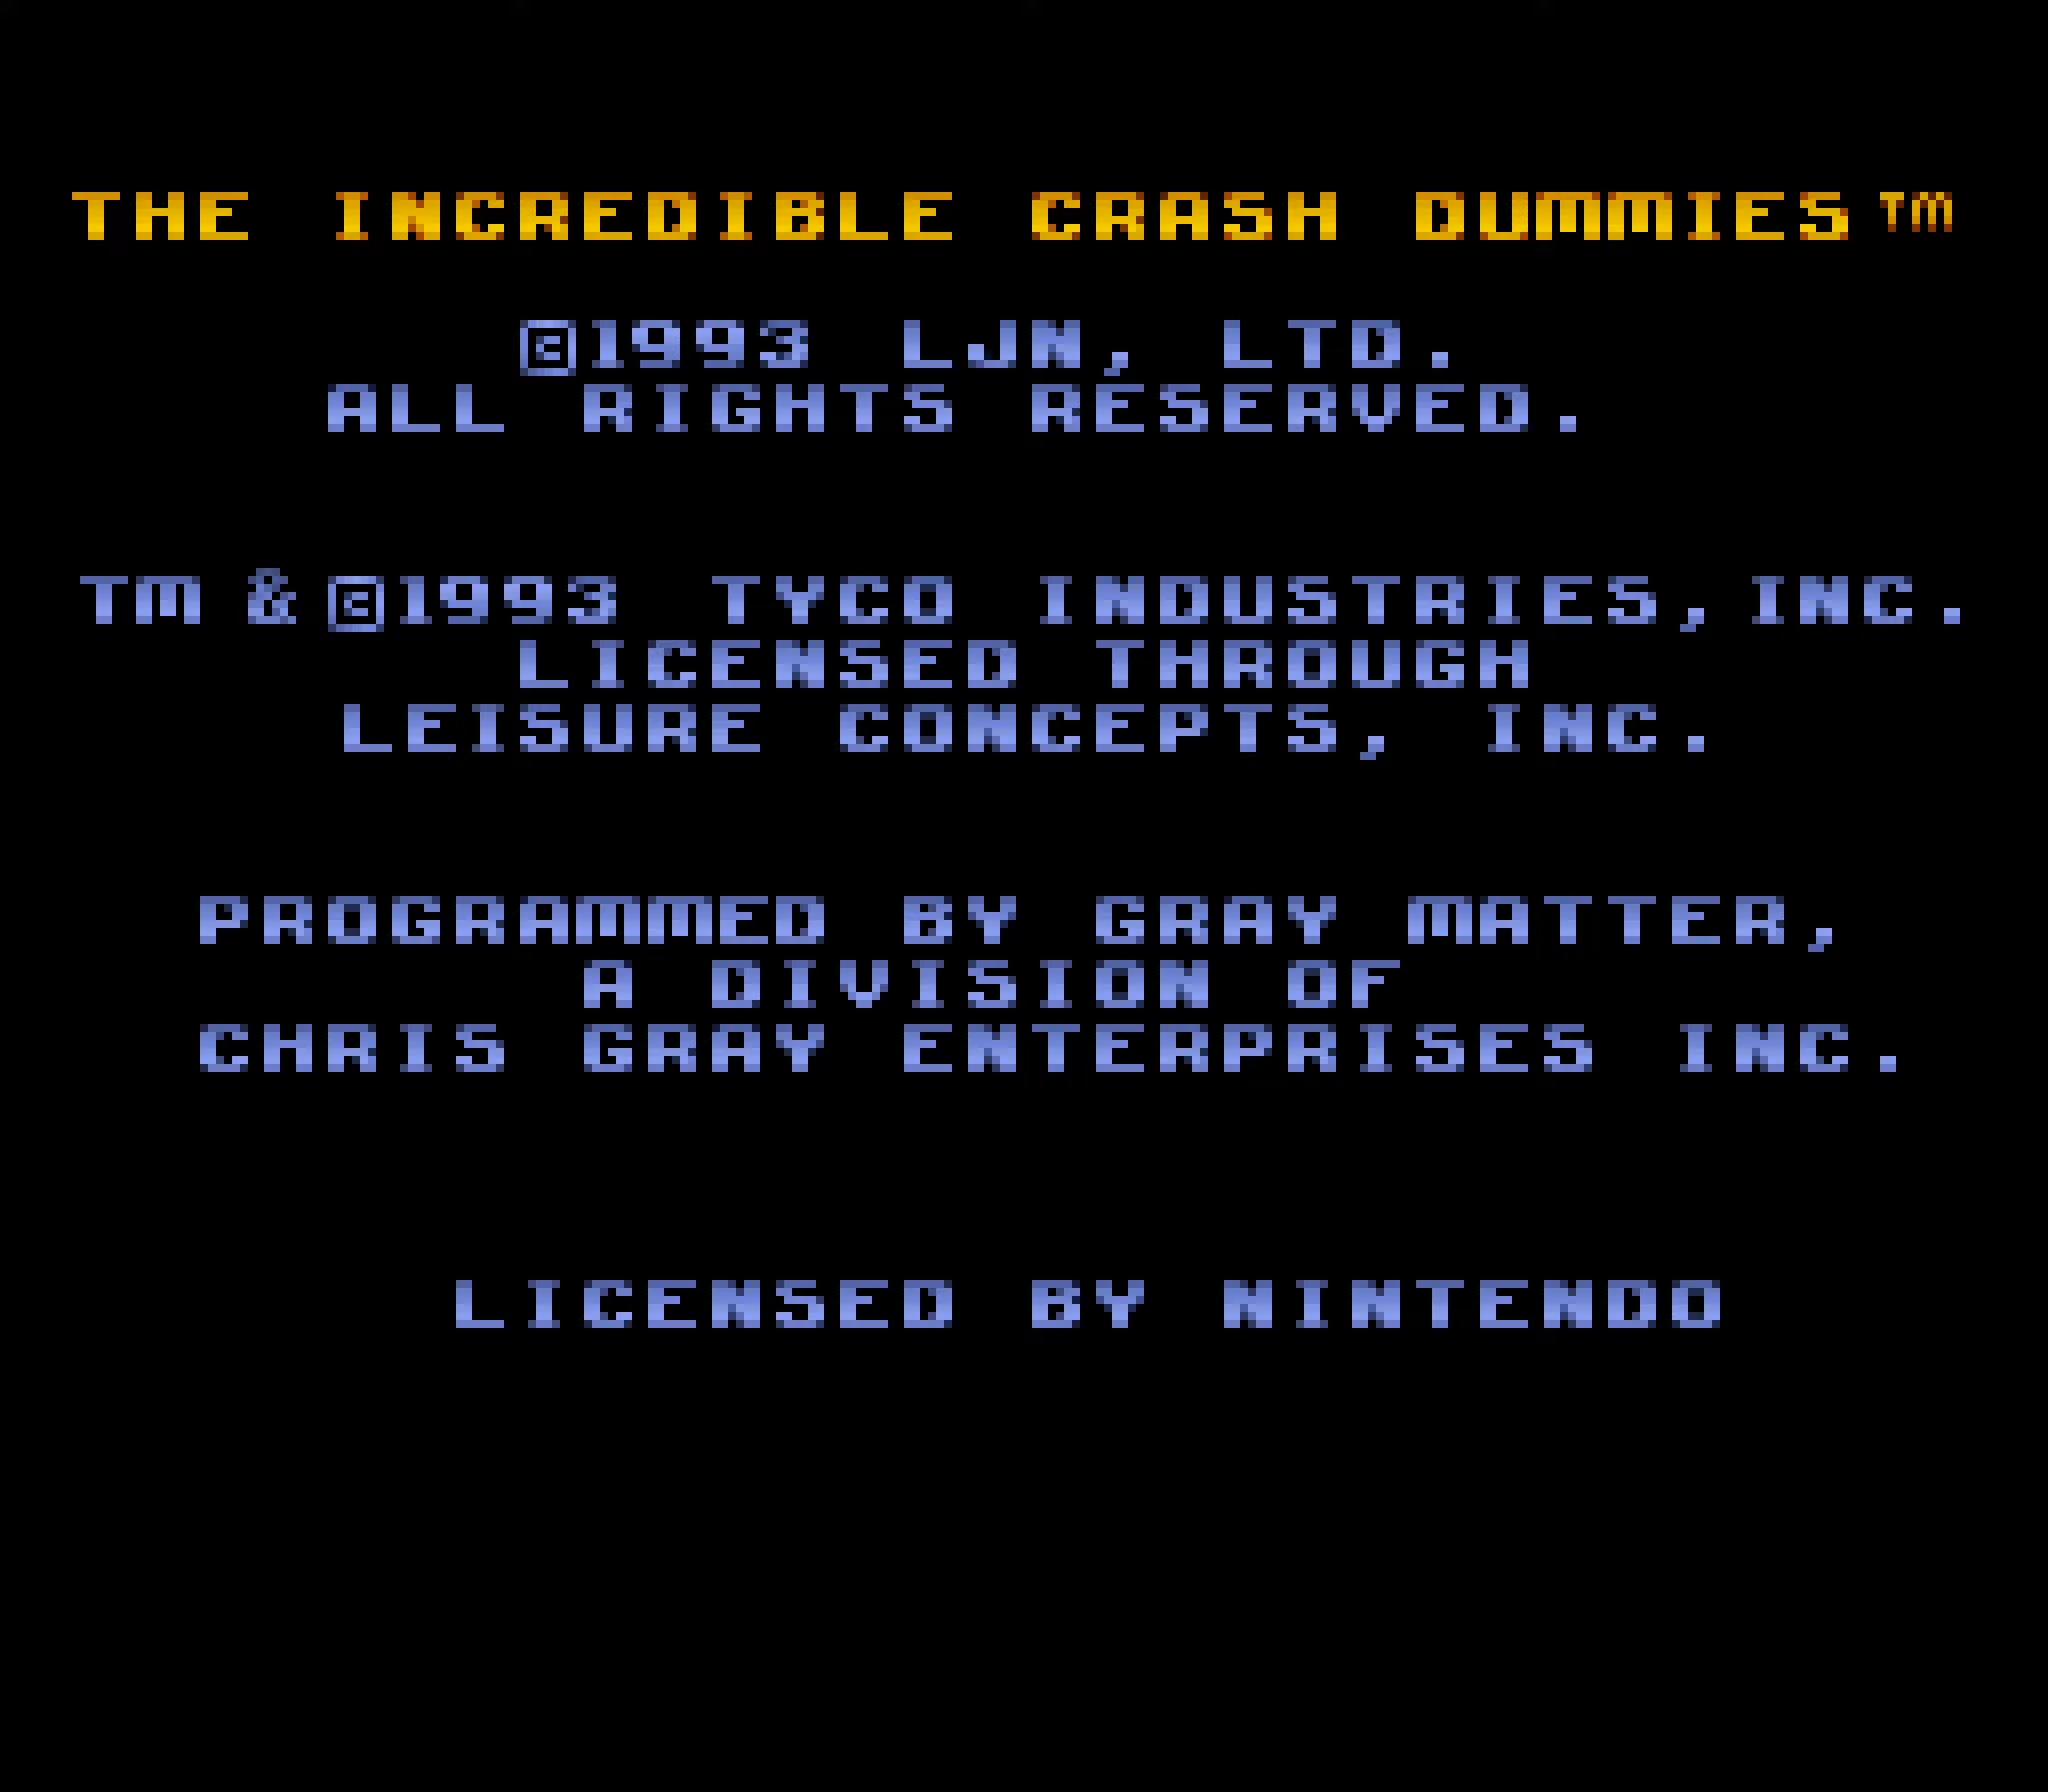 THE INCREDIBLE CRASH DUMMIES™
©1993 LJN, LTD.
ALL RIGHTS RESERVED.
TM & ©1993 TYCO INDUSTRIES, INC.
LICENSED THROUGH
LEISURE CONCEPTS, INC.
PROGRAMMED BY GRAY MATTER,
A DIVISION OF
CHRIS GRAY ENTERPRISES INC.
LICENSED BY NINTENDO